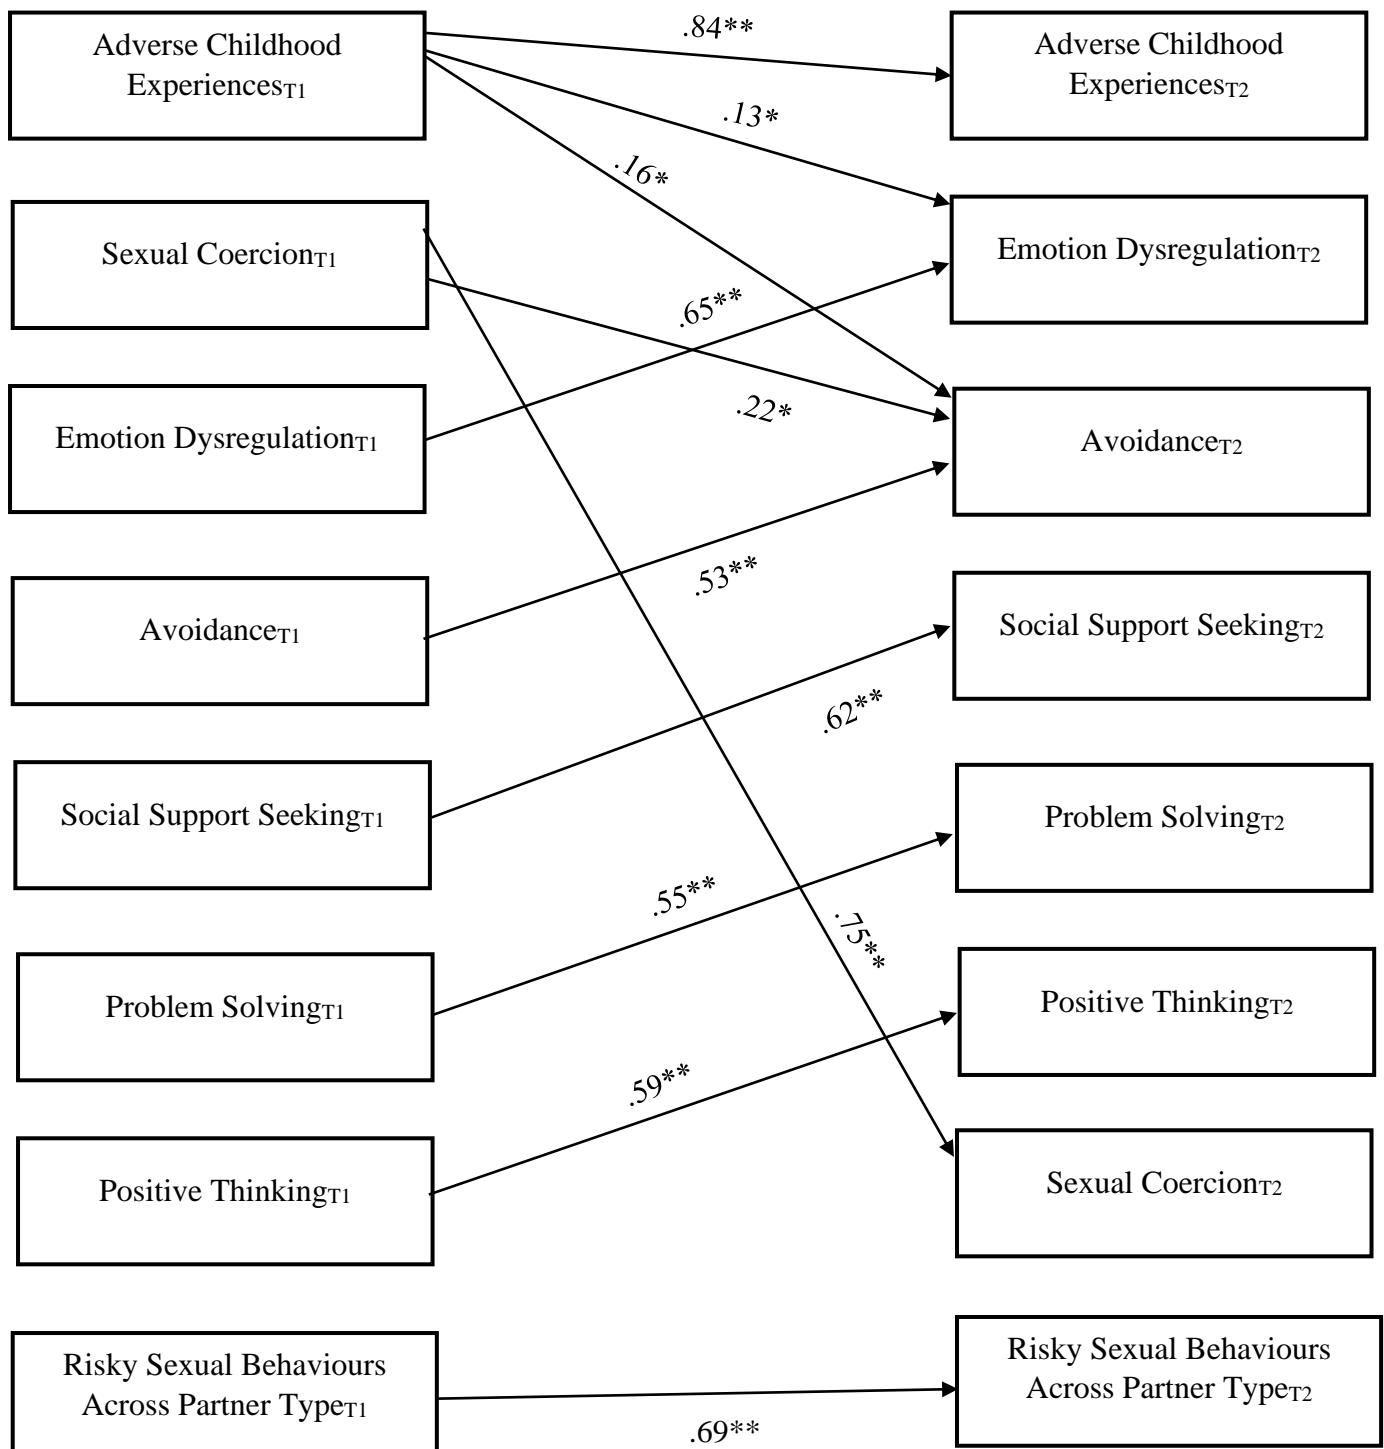 Adverse Childhood
ExperiencesT1
.84**
Adverse Childhood
ExperiencesT2
.13*
.16*
Sexual CoercionT1
Emotion DysregulationT2
.65**
.22*
Emotion DysregulationT1
AvoidanceT2
.53**
AvoidanceT1
Social Support SeekingT2
.62**
Social Support SeekingT1
Problem SolvingT2
.55**
.75**
Problem SolvingT1
Positive ThinkingT2
.59**
Positive ThinkingT1
Sexual CoercionT2
Risky Sexual Behaviours
Across Partner TypeT1
.69**
Risky Sexual Behaviours
Across Partner TypeT2